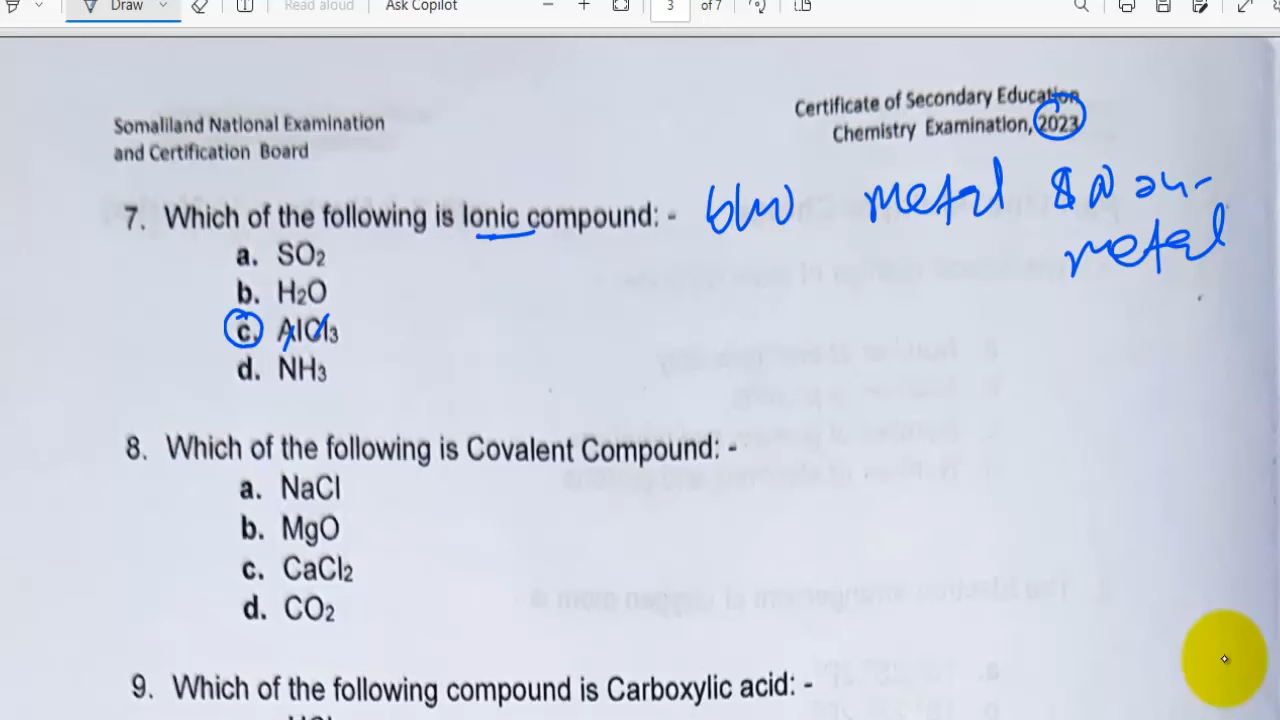 Draw
Read aloud
Ask Copilot
3 of 7
Somaliland National Examination
and Certification Board
Certificate of Secondary Education
Chemistry Examination, 2023
7. Which of the following is Ionic compound: -
a. SO2
b. H2O
c. AlCl3
d. NH3
b/w metal & Non-
metal
8. Which of the following is Covalent Compound: -
a. NaCl
b. MgO
c. CaCl2
d. CO2
9. Which of the following compound is Carboxylic acid: -